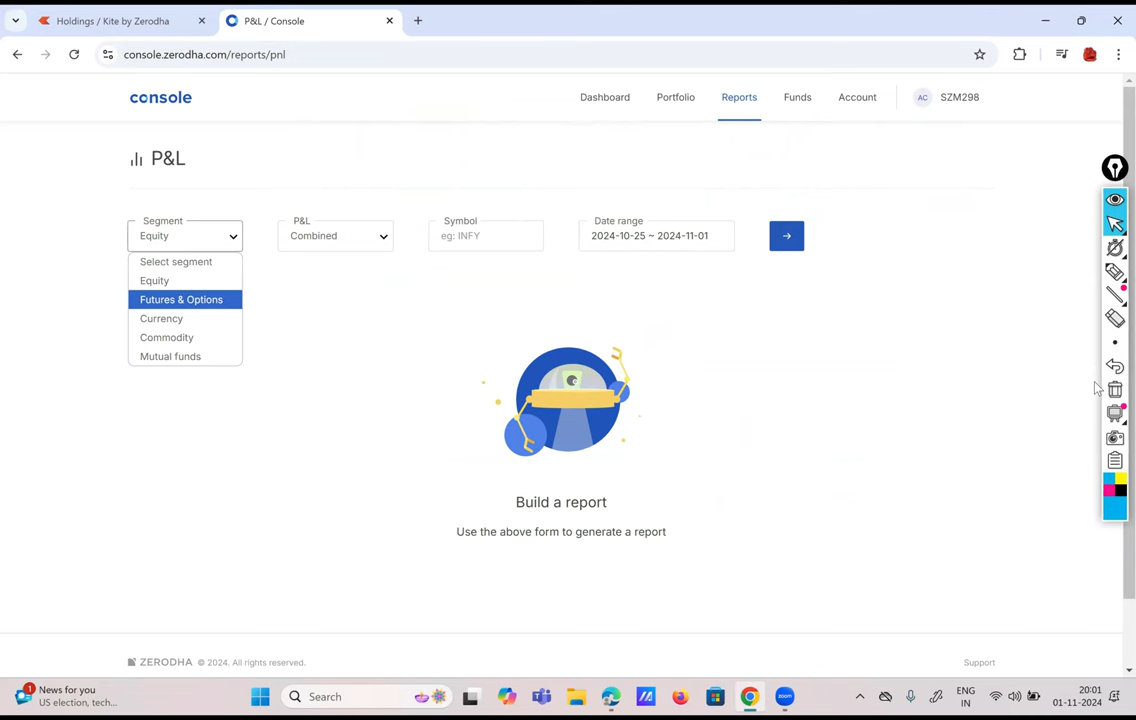 Holdings / Kite by Zerodha
P&L / Console
console.zerodha.com/reports/pnl
console
Dashboard
Portfolio
Reports
Funds
Account
AC
SZM298
P&L
Segment
Equity
P&L
Combined
Symbol
eg: INFY
Date range
2024-10-25 ~ 2024-11-01
Select segment
Equity
Futures & Options
Currency
Commodity
Mutual funds
Build a report
Use the above form to generate a report
ZERODHA © 2024. All rights reserved.
Support
1
News for you
US election, tech...
Search
ENG
IN
20:01
01-11-2024